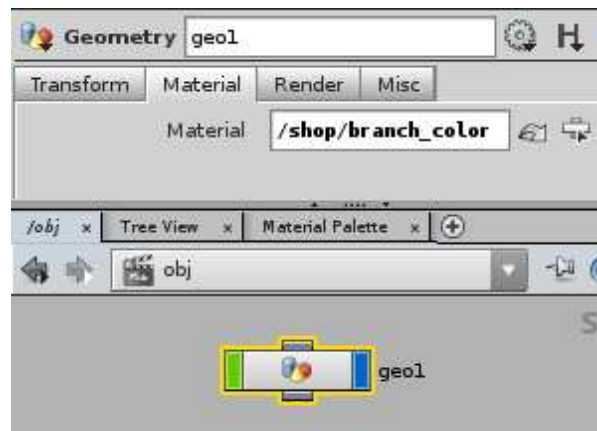 Geometry geo1
Transform Material Render Misc
Material /shop/branch_color
/obj x Tree View x Material Palette x
obj
S
geo1